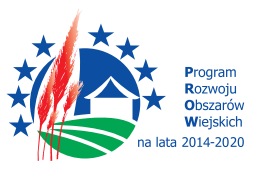 Program
Rozwoju
Obszarów
Wiejskich
na lata 2014-2020